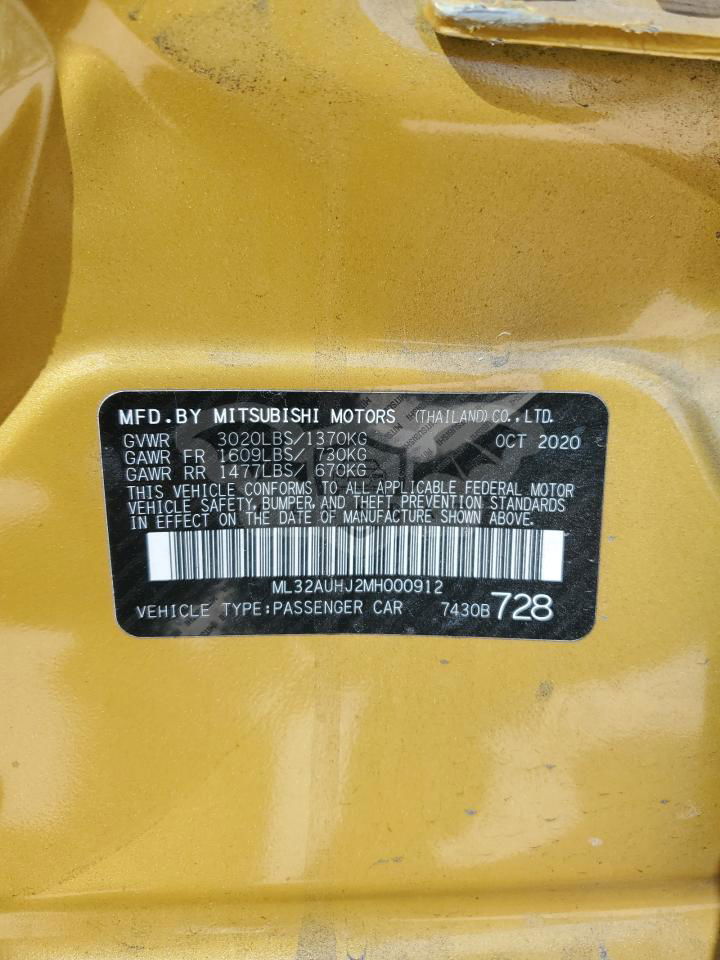 MFD.BY MITSUBISHI MOTORS (THAILAND)CO.,LTD.
GVWR 3020LBS/1370KG OCT 2020
GAWR FR 1609LBS/ 730KG
GAWR RR 1477LBS/ 670KG
THIS VEHICLE CONFORMS TO ALL APPLICABLE FEDERAL MOTOR
VEHICLE SAFETY, BUMPER, AND THEFT PREVENTION STANDARDS
IN EFFECT ON THE DATE OF MANUFACTURE SHOWN ABOVE.
ML32AUHJ2MH000912
VEHICLE TYPE:PASSENGER CAR 7430B 728